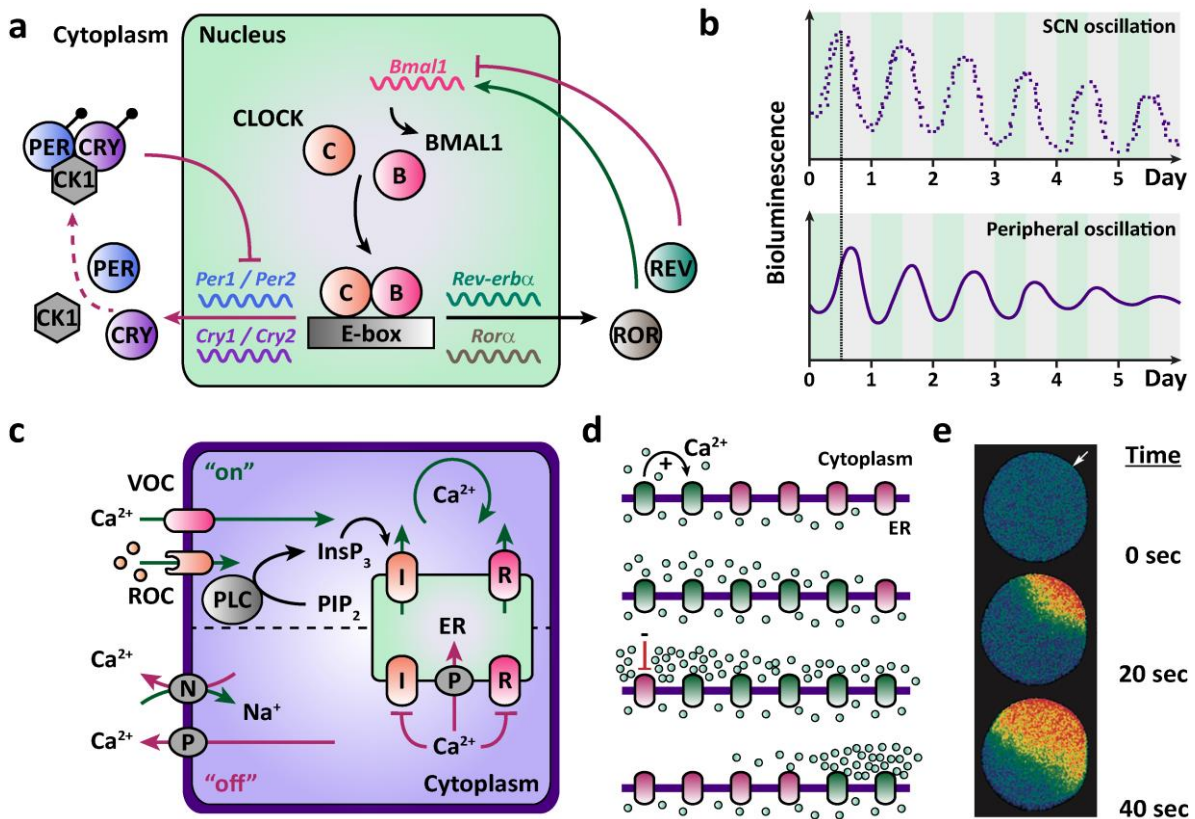 a
Cytoplasm
Nucleus
Bmal1
CLOCK
BMAL1
C
B
PER
CRY
CK1
PER
CK1
CRY
Per1 / Per2
Cry1 / Cry2
C
B
E-box
Rev-erbα
Rorα
REV
ROR
b
Bioluminescence
SCN oscillation
0 1 2 3 4 5 Day
Peripheral oscillation
0 1 2 3 4 5 Day
c
"on"
VOC
Ca²⁺
ROC
PLC
InsP₃
PIP₂
Ca²⁺
I
R
ER
I
P
R
Ca²⁺
Ca²⁺
N
Na⁺
Ca²⁺
P
"off"
Cytoplasm
d
+
Ca²⁺
Cytoplasm
ER
-
e
Time
0 sec
20 sec
40 sec